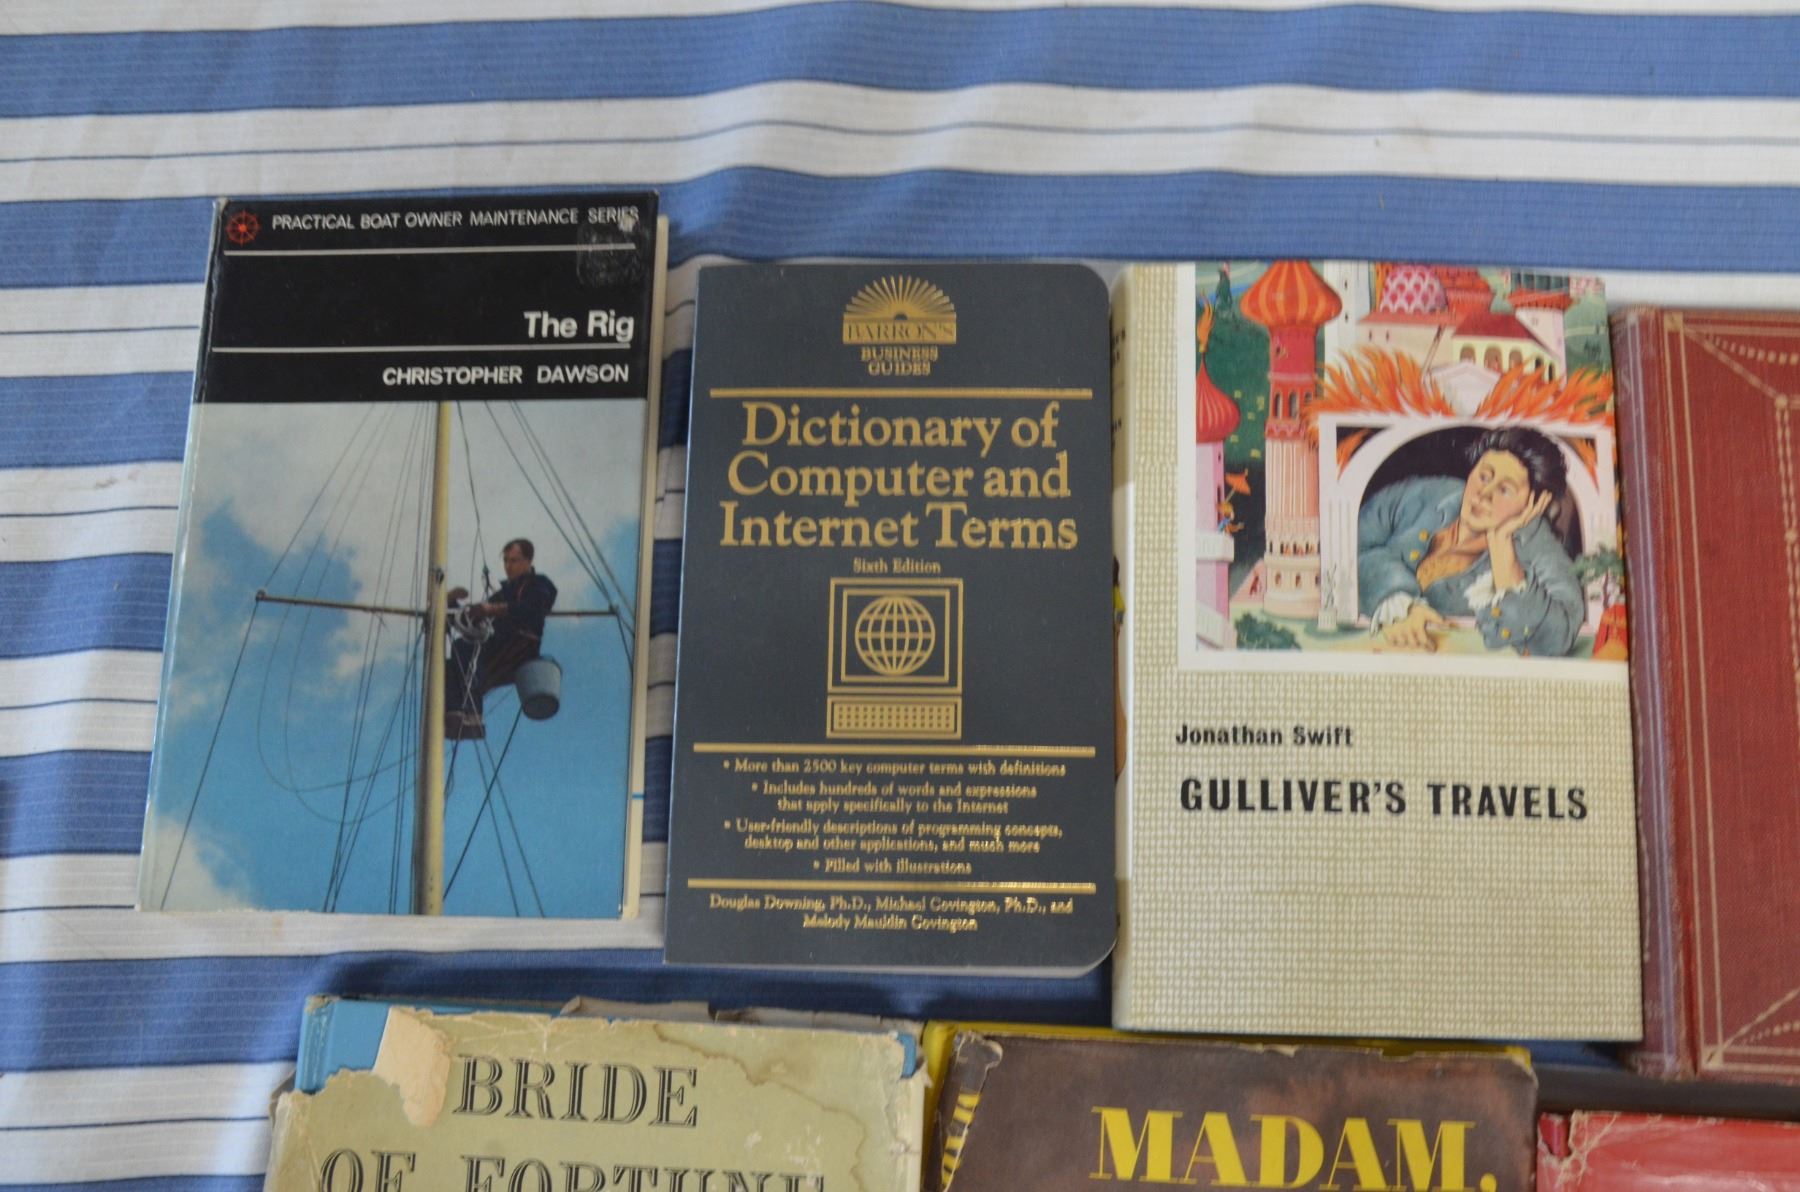 PRACTICAL BOAT OWNER MAINTENANCE SERIES
The Rig
CHRISTOPHER DAWSON
BARRON'S
BUSINESS
GUIDES
Dictionary of
Computer and
Internet Terms
Sixth Edition
• More than 2500 key computer terms with definitions
• Includes hundreds of words and expressions
that apply specifically to the Internet
• User-friendly descriptions of programming concepts,
desktop and other applications, and much more
• Filled with illustrations
Douglas Downing, Ph.D., Michael Covington, Ph.D., and
Melody Mauldin Covington
Jonathan Swift
GULLIVER'S TRAVELS
BRIDE
OF FORTUNE
MADAM,